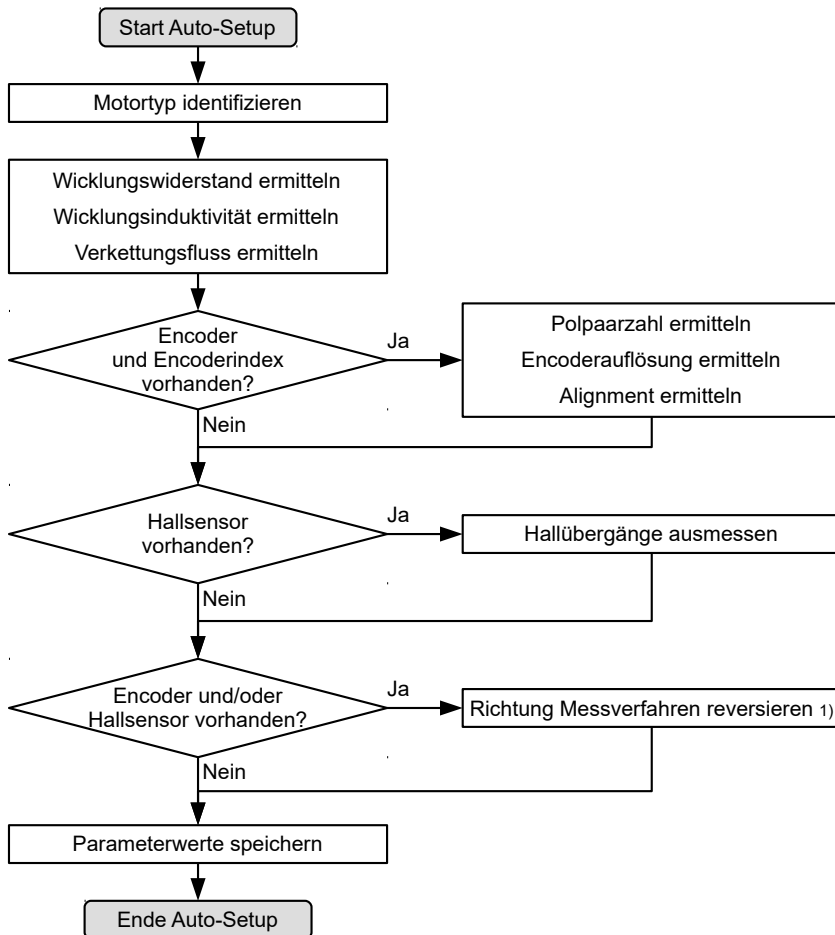 Start Auto-Setup
Motortyp identifizieren
Wicklungswiderstand ermitteln
Wicklungsinduktivität ermitteln
Verkettungsfluss ermitteln
Encoder
und Encoderindex
vorhanden?
Ja
Polpaarzahl ermitteln
Encoderauflösung ermitteln
Alignment ermitteln
Nein
Hallsensor
vorhanden?
Ja
Hallübergänge ausmessen
Nein
Encoder und/oder
Hallsensor vorhanden?
Ja
Richtung Messverfahren reversieren 1)
Nein
Parameterwerte speichern
Ende Auto-Setup